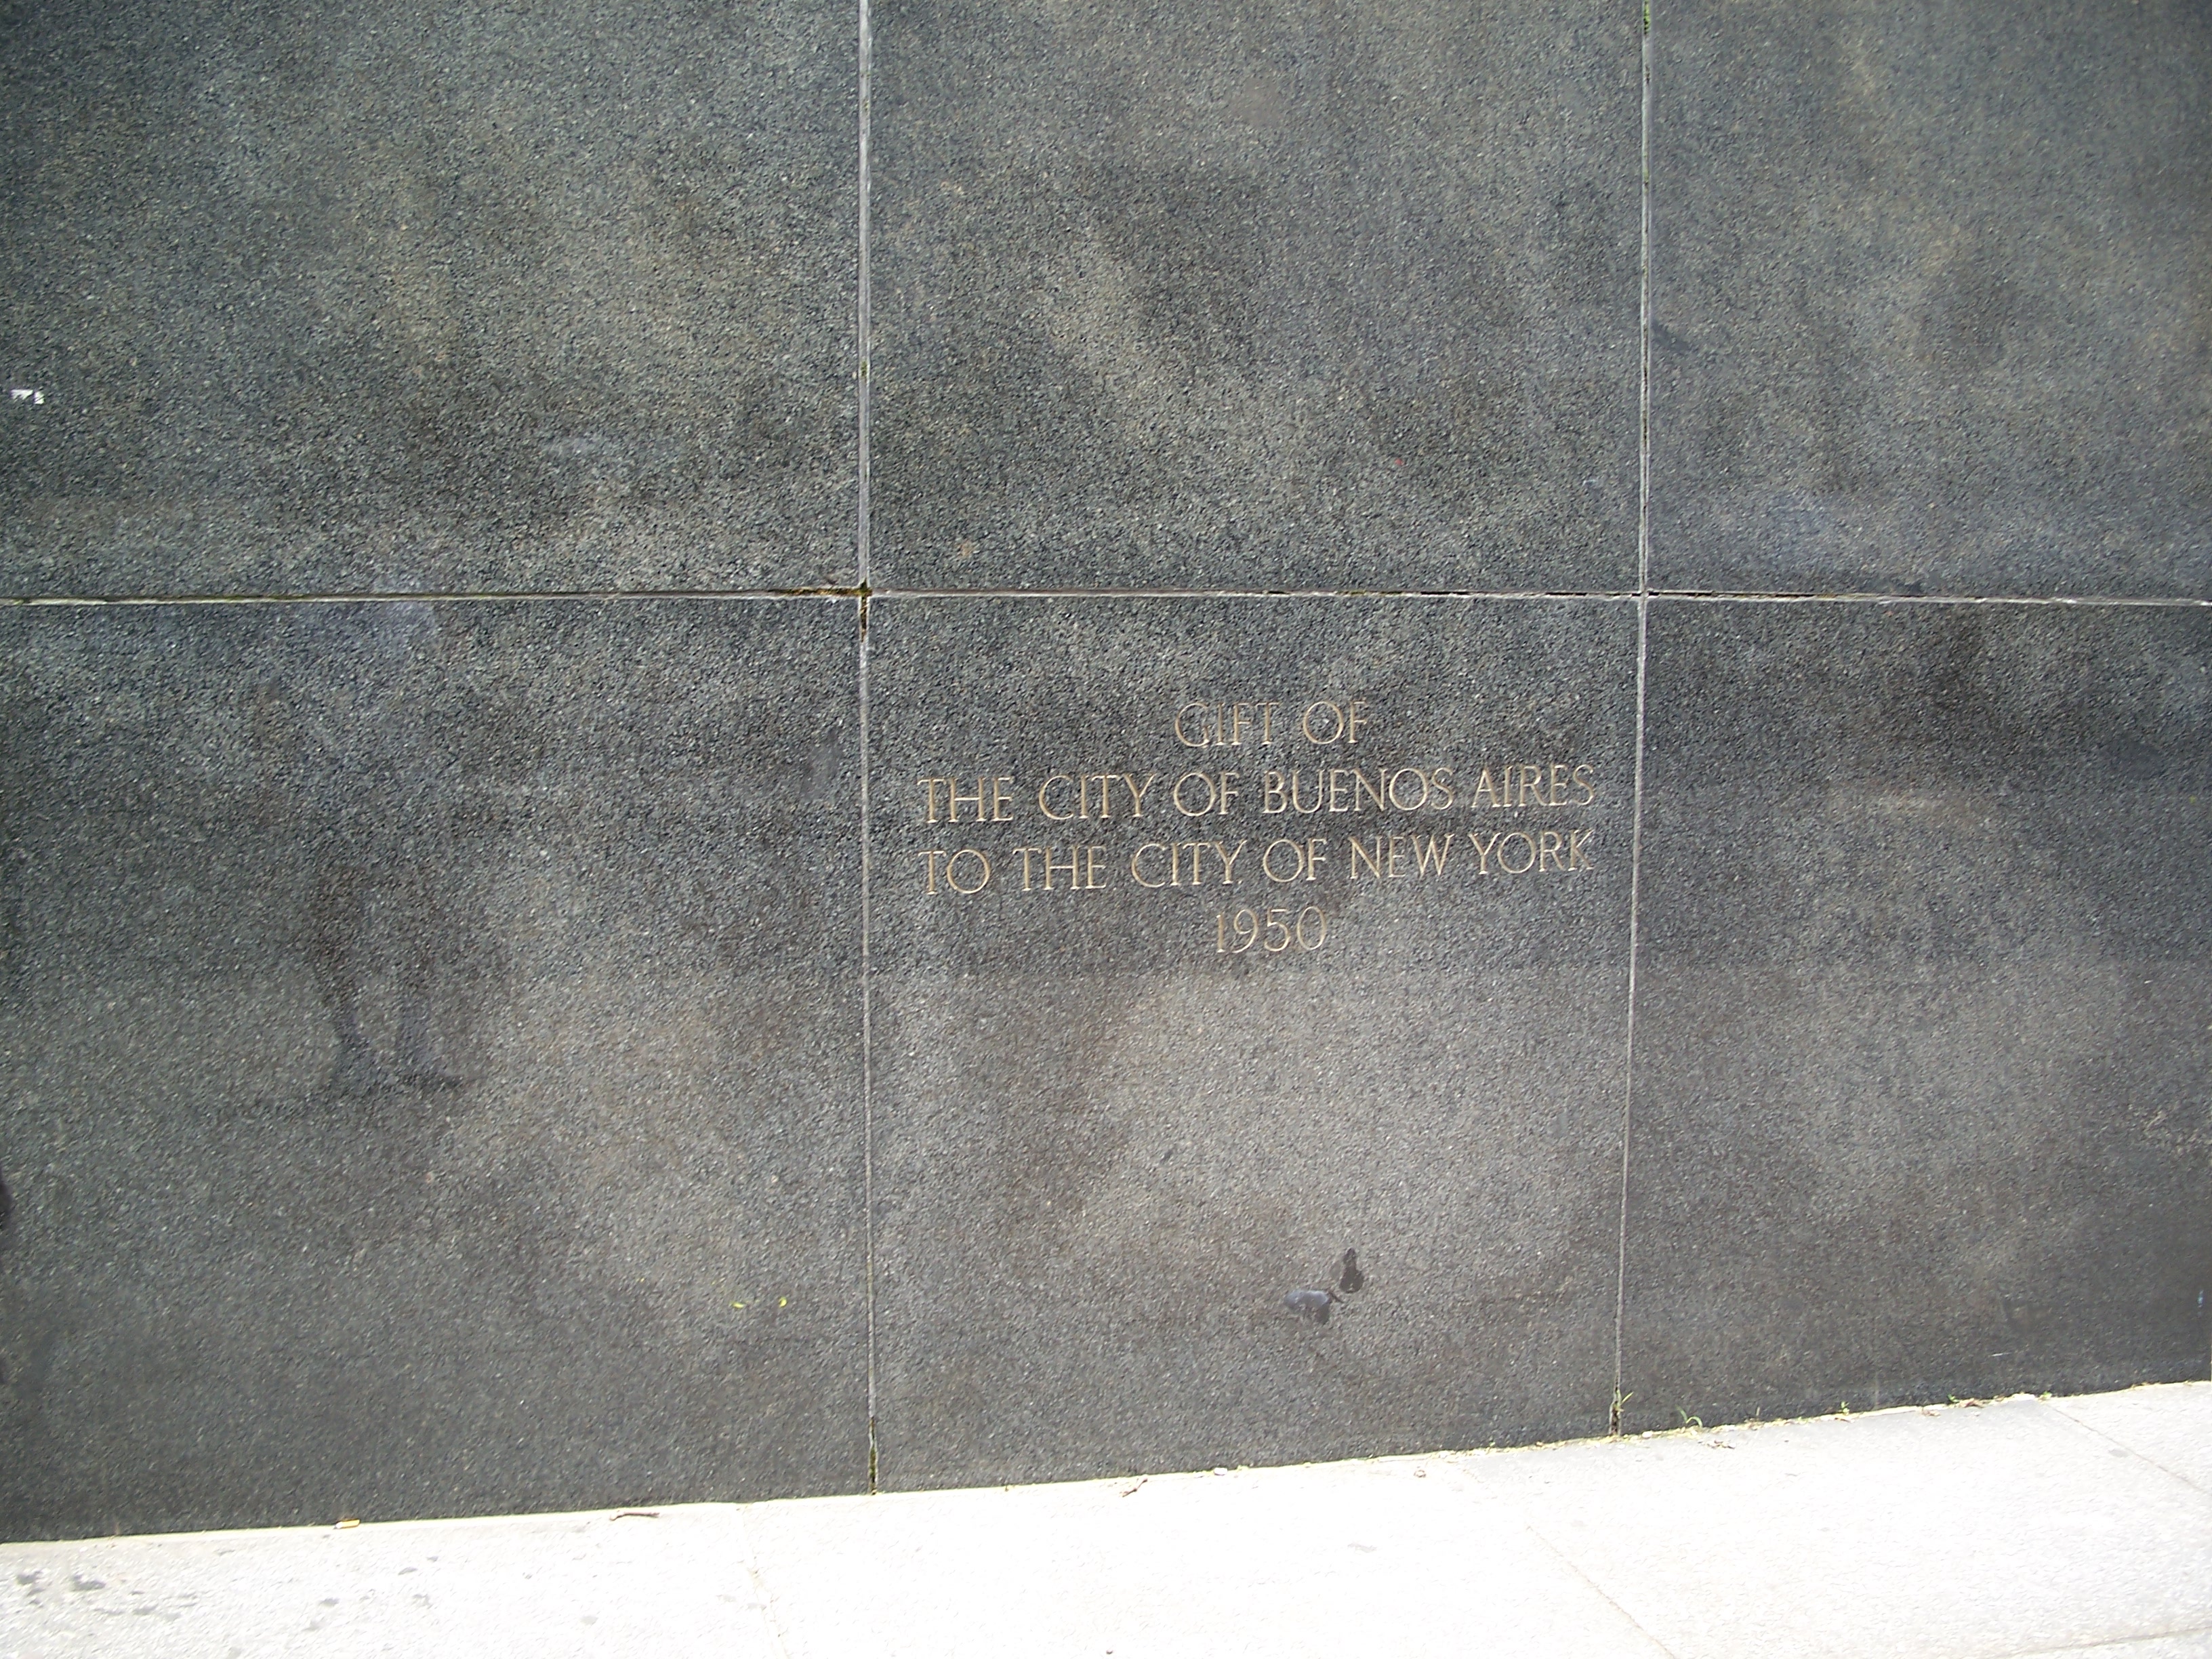 GIFT OF
THE CITY OF BUENOS AIRES
TO THE CITY OF NEW YORK
1950